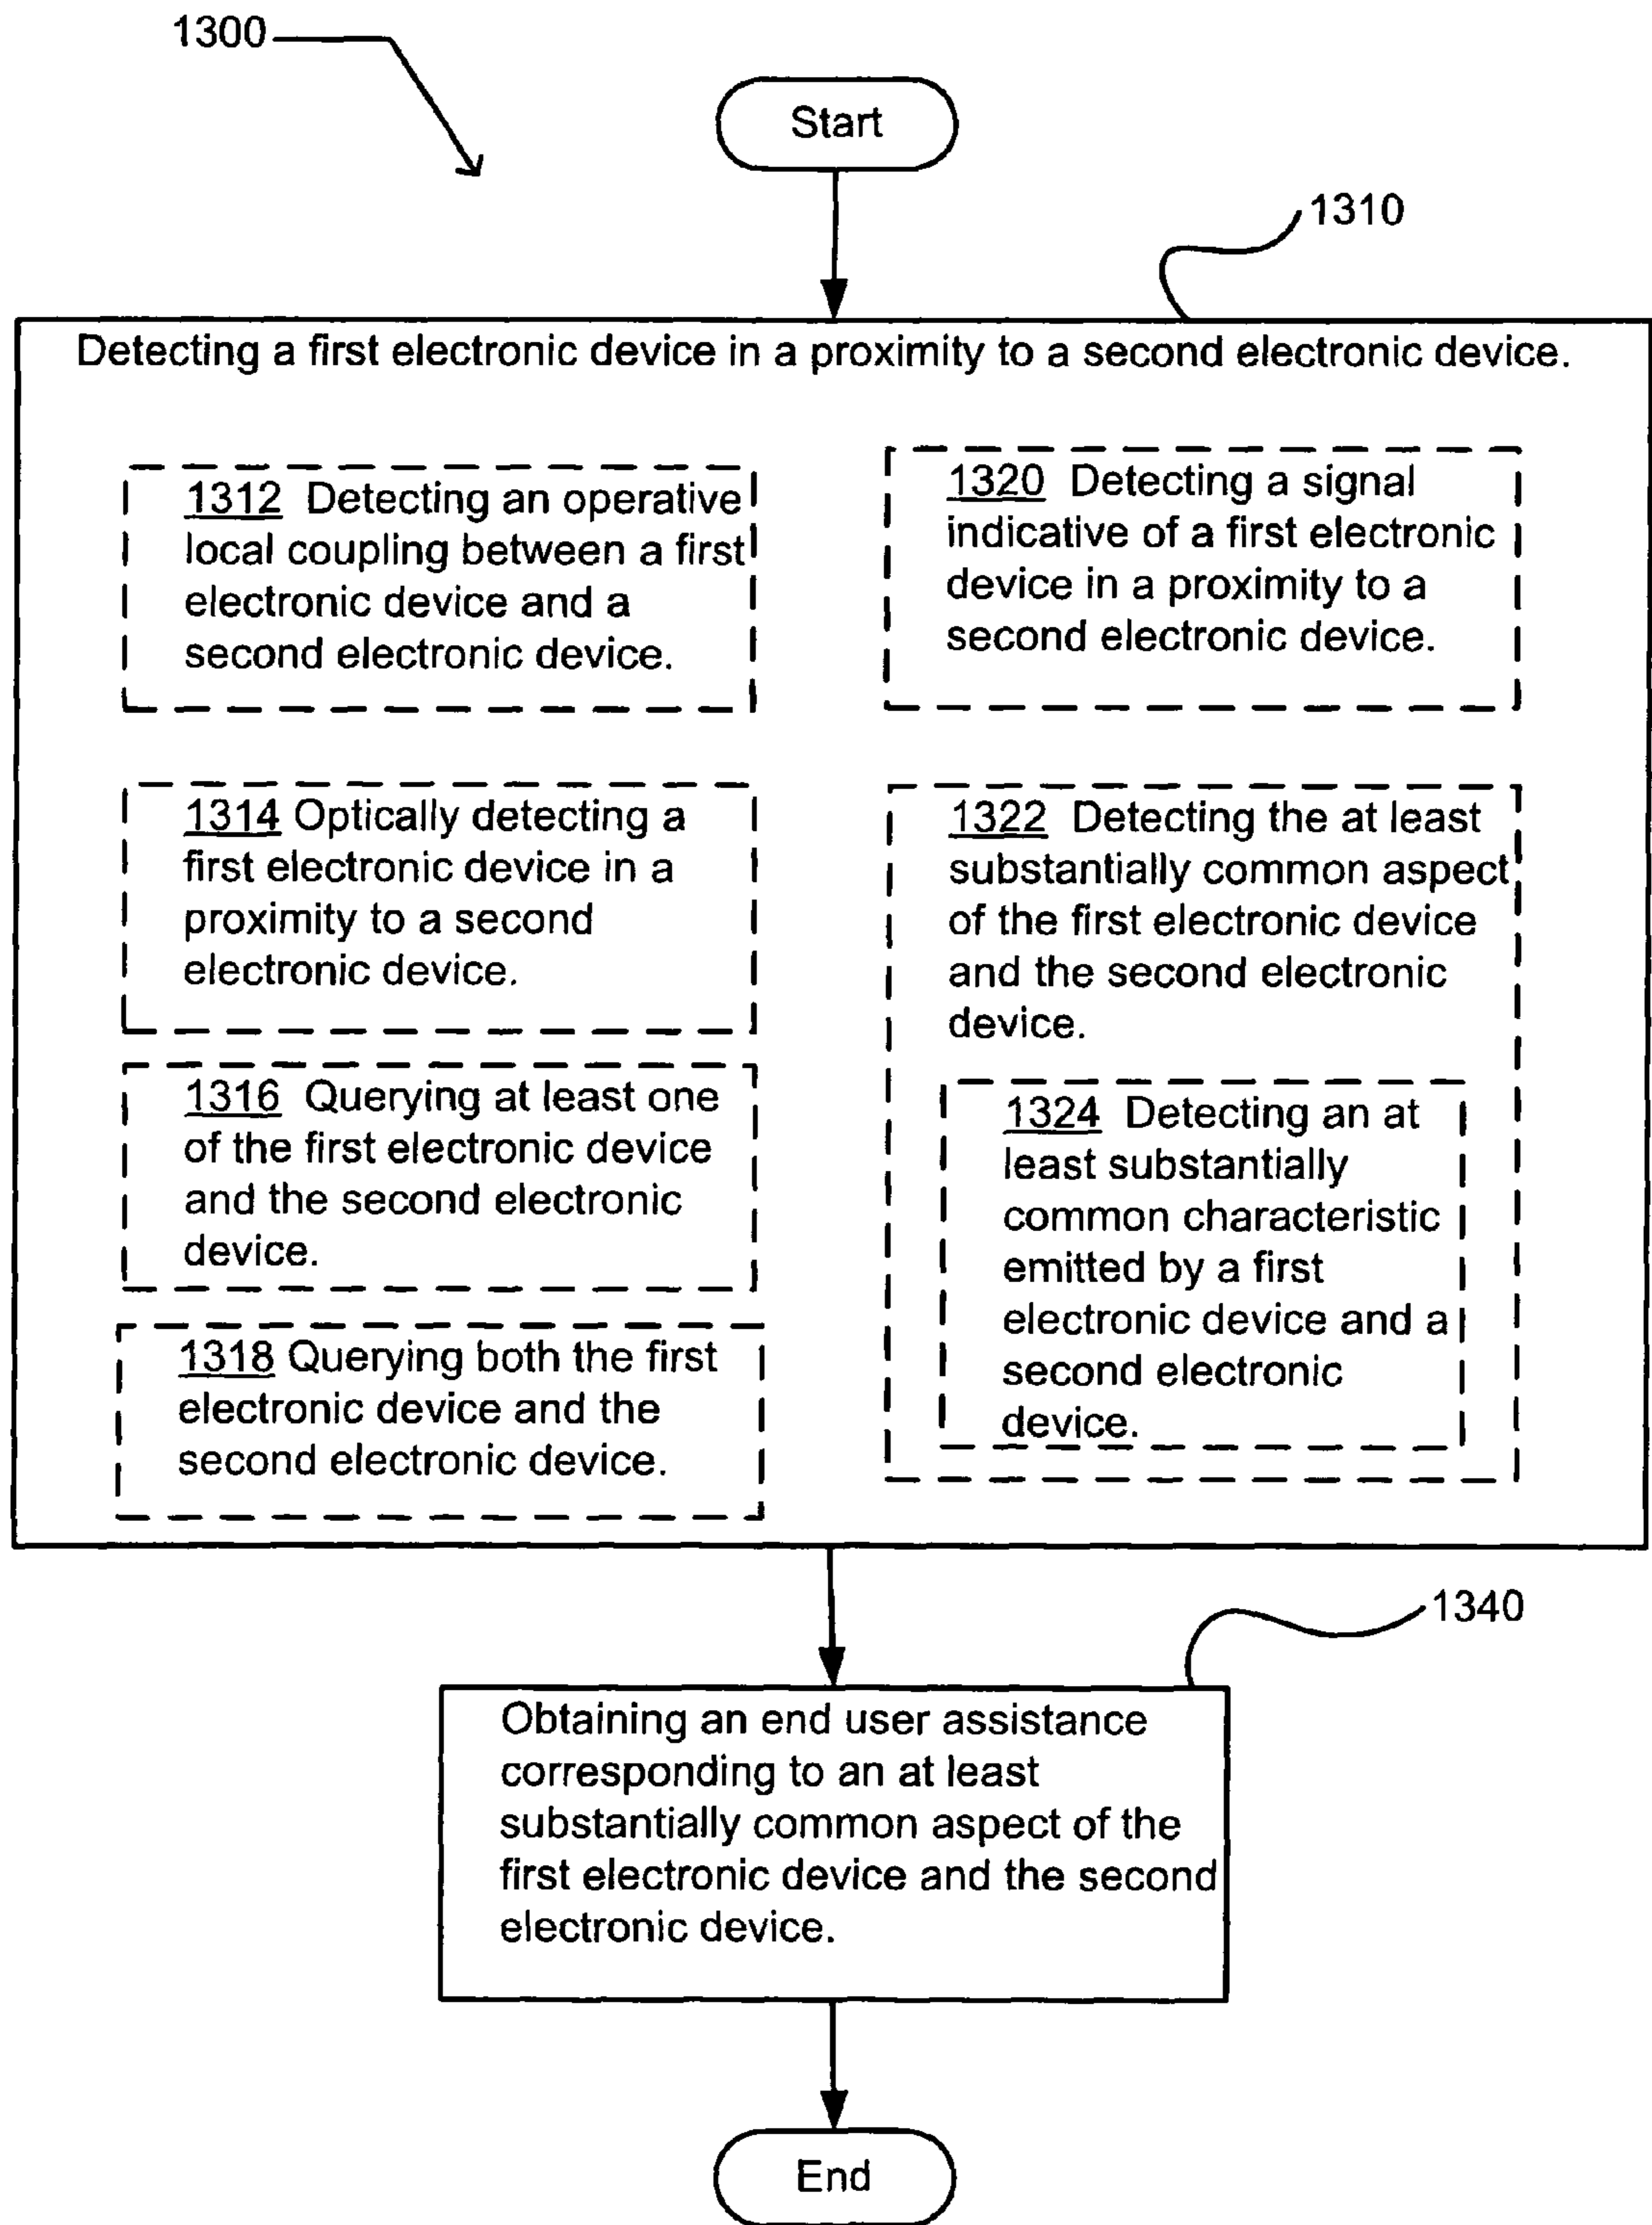 1300
Start
1310
Detecting a first electronic device in a proximity to a second electronic device.
1312 Detecting an operative
local coupling between a first
electronic device and a
second electronic device.
1314 Optically detecting a
first electronic device in a
proximity to a second
electronic device.
1316 Querying at least one
of the first electronic device
and the second electronic
device.
1318 Querying both the first
electronic device and the
second electronic device.
1320 Detecting a signal
indicative of a first electronic
device in a proximity to a
second electronic device.
1322 Detecting the at least
substantially common aspect
of the first electronic device
and the second electronic
device.
1324 Detecting an at
least substantially
common characteristic
emitted by a first
electronic device and a
second electronic
device.
1340
Obtaining an end user assistance
corresponding to an at least
substantially common aspect of the
first electronic device and the second
electronic device.
End